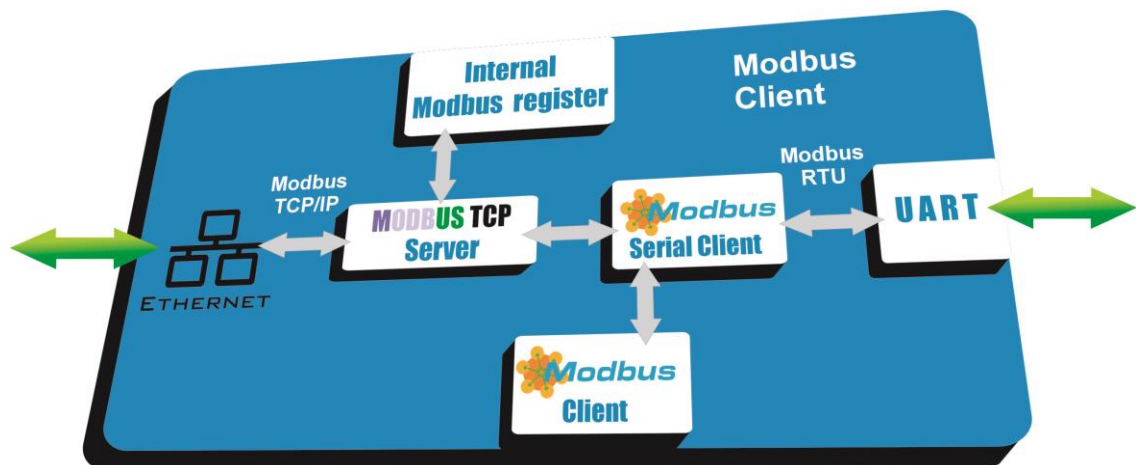 Internal
Modbus register
Modbus
Client
Modbus
TCP/IP
Modbus
RTU
MODBUS TCP
Server
Modbus
Serial Client
UART
ETHERNET
Modbus
Client